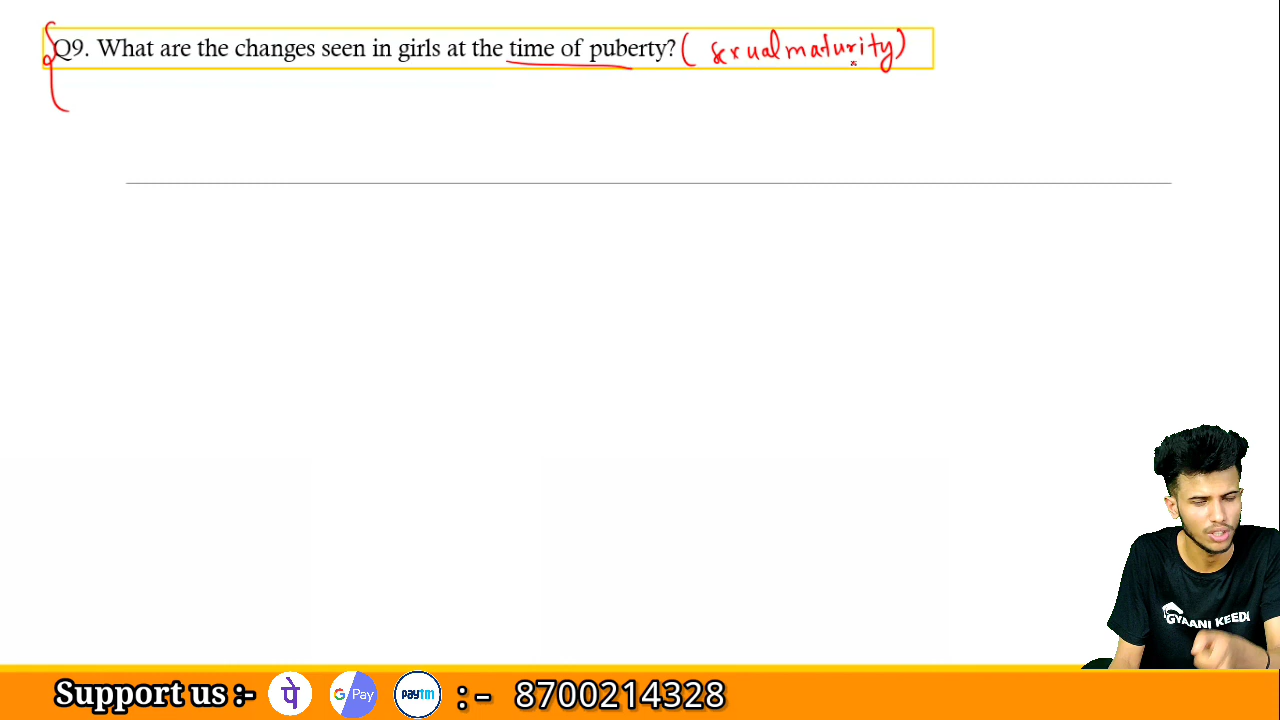 Q9. What are the changes seen in girls at the time of puberty? (sexual maturity)
GYAANI KEEDA
Support us :- पे G Pay paytm : - 8700214328